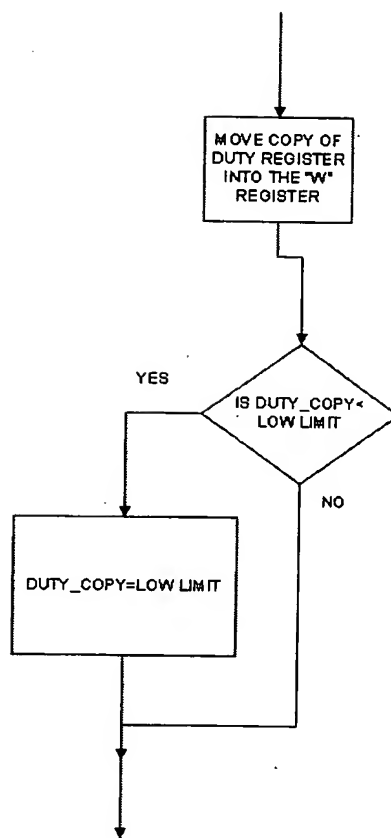 MOVE COPY OF
DUTY REGISTER
INTO THE "W"
REGISTER
YES
IS DUTY_COPY<
LOW LIMIT
NO
DUTY_COPY=LOW LIMIT